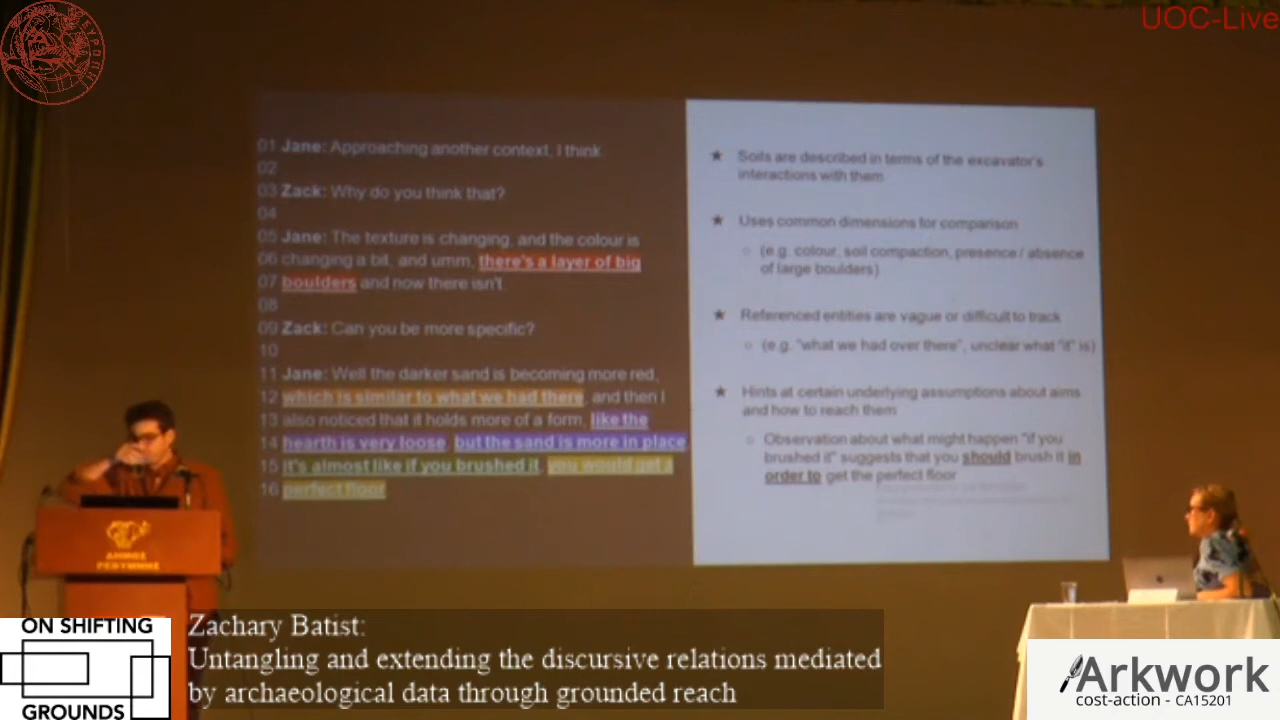 UOC-Live
01 Jane: Approaching another context, I think.
02
03 Zack: Why do you think that?
04
05 Jane: The texture is changing, and the colour is
06 changing a bit, and umm, there's a layer of big
07 boulders and now there isn't.
08
09 Zack: Can you be more specific?
10
11 Jane: Well the darker sand is becoming more red,
12 which is similar to what we had there, and then I
13 also noticed that it holds more of a form, like the
14 hearth is very loose, but the sand is more in place
15 it's almost like if you brushed it, you would get a
16 perfect floor
★ Soils are described in terms of the excavator's
interactions with them
★ Uses common dimensions for comparison
○ (e.g. colour, soil compaction, presence / absence
of large boulders)
★ Referenced entities are vague or difficult to track
○ (e.g. "what we had over there", unclear what "it" is)
★ Hints at certain underlying assumptions about aims
and how to reach them
○ Observation about what might happen "if you
brushed it" suggests that you should brush it in
order to get the perfect floor
ΔΗΜΟΣ
ΡΕΘΥΜΝΗΣ
ON SHIFTING
GROUNDS
Zachary Batist:
Untangling and extending the discursive relations mediated
by archaeological data through grounded reach
Arkwork
cost-action - CA15201